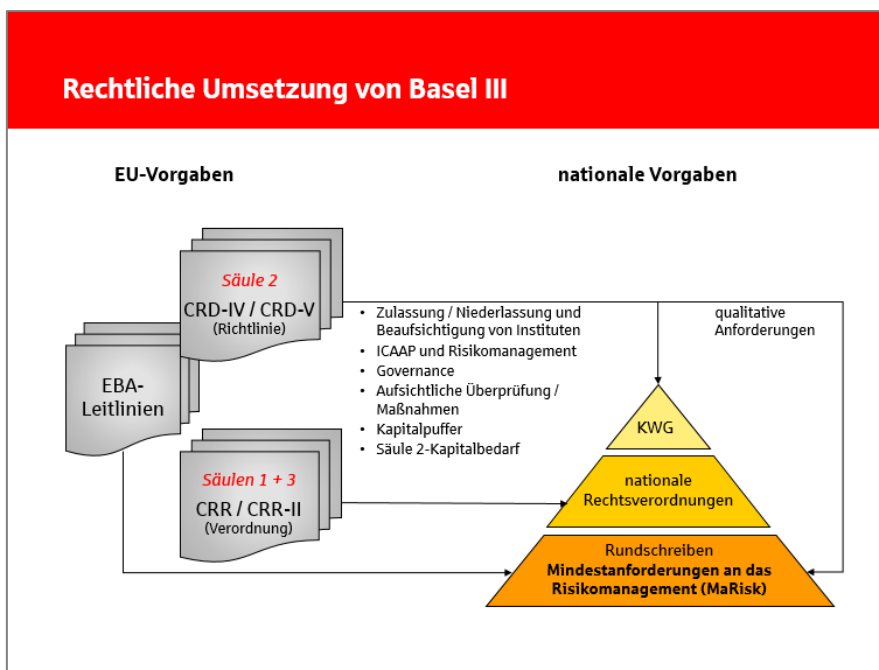 Rechtliche Umsetzung von Basel III
EU-Vorgaben
nationale Vorgaben
Säule 2
CRD-IV / CRD-V
(Richtlinie)
EBA-
Leitlinien
Säulen 1 + 3
CRR / CRR-II
(Verordnung)
• Zulassung / Niederlassung und
Beaufsichtigung von Instituten
• ICAAP und Risikomanagement
• Governance
• Aufsichtliche Überprüfung /
Maßnahmen
• Kapitalpuffer
• Säule 2-Kapitalbedarf
qualitative
Anforderungen
KWG
nationale
Rechtsverordnungen
Rundschreiben
Mindestanforderungen an das
Risikomanagement (MaRisk)